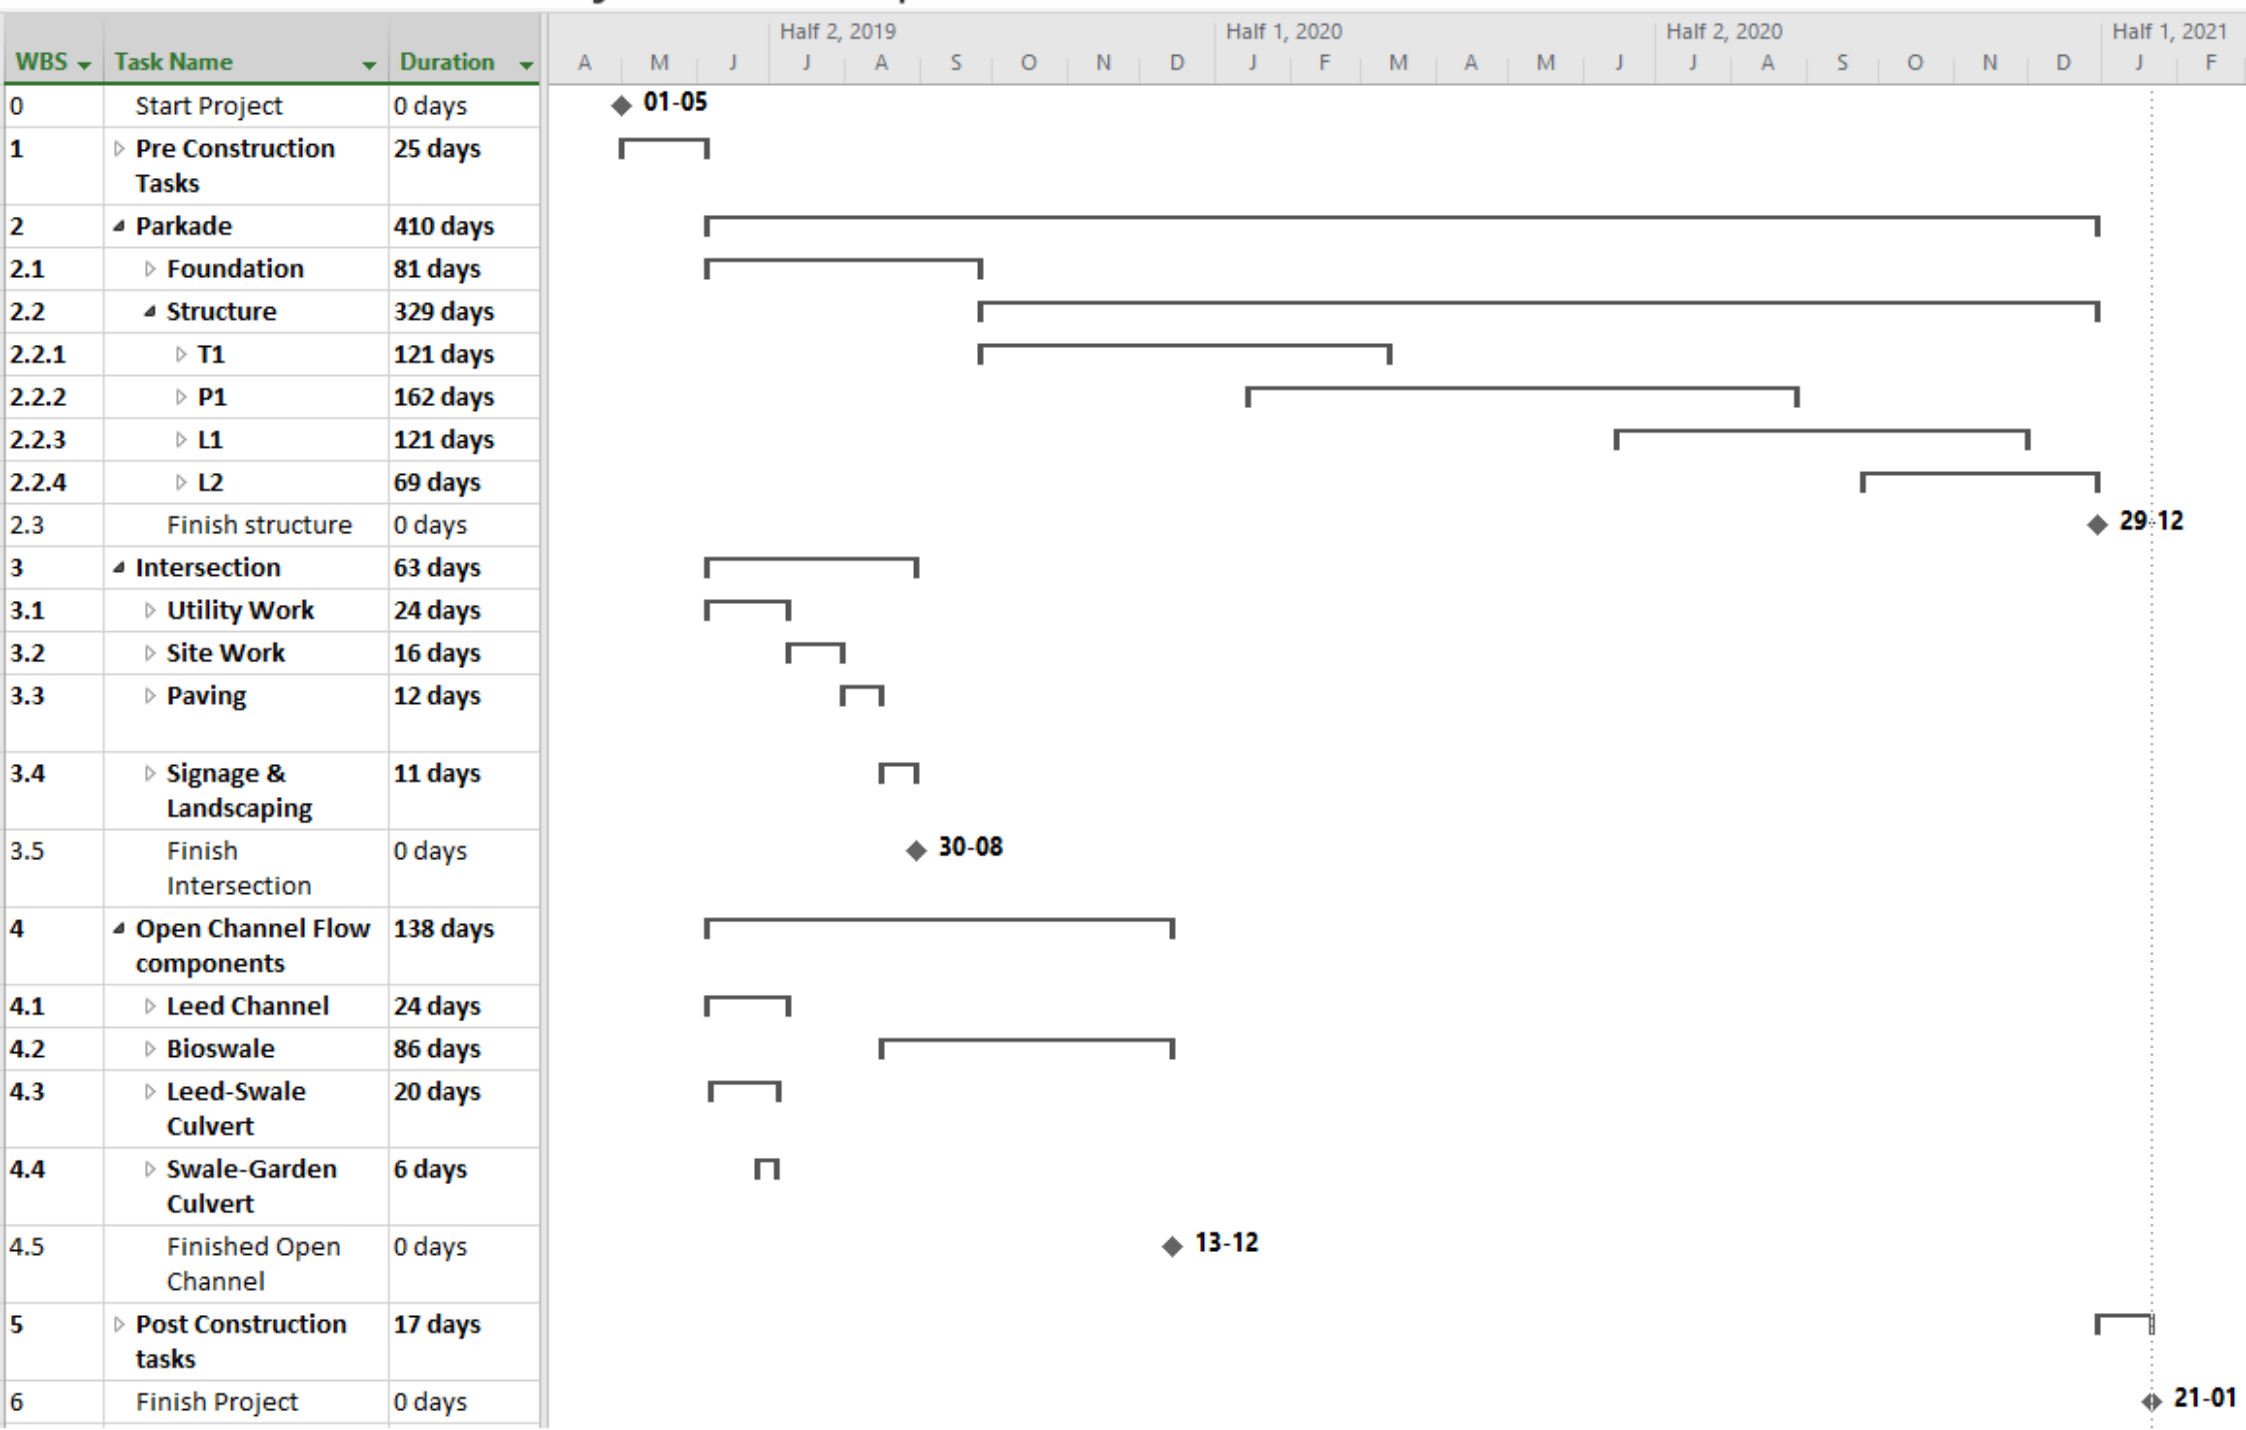 Half 2, 2019 Half 1, 2020 Half 2, 2020 Half 1, 2021
WBS Task Name Duration A M J J A S O N D J F M A M J J A S O N D J F
0 Start Project 0 days 01-05
1 Pre Construction 25 days
Tasks
2 Parkade 410 days
2.1 Foundation 81 days
2.2 Structure 329 days
2.2.1 T1 121 days
2.2.2 P1 162 days
2.2.3 L1 121 days
2.2.4 L2 69 days
2.3 Finish structure 0 days 29-12
3 Intersection 63 days
3.1 Utility Work 24 days
3.2 Site Work 16 days
3.3 Paving 12 days
3.4 Signage & 11 days
Landscaping
3.5 Finish 0 days 30-08
Intersection
4 Open Channel Flow 138 days
components
4.1 Leed Channel 24 days
4.2 Bioswale 86 days
4.3 Leed-Swale 20 days
Culvert
4.4 Swale-Garden 6 days
Culvert
4.5 Finished Open 0 days 13-12
Channel
5 Post Construction 17 days
tasks
6 Finish Project 0 days 21-01